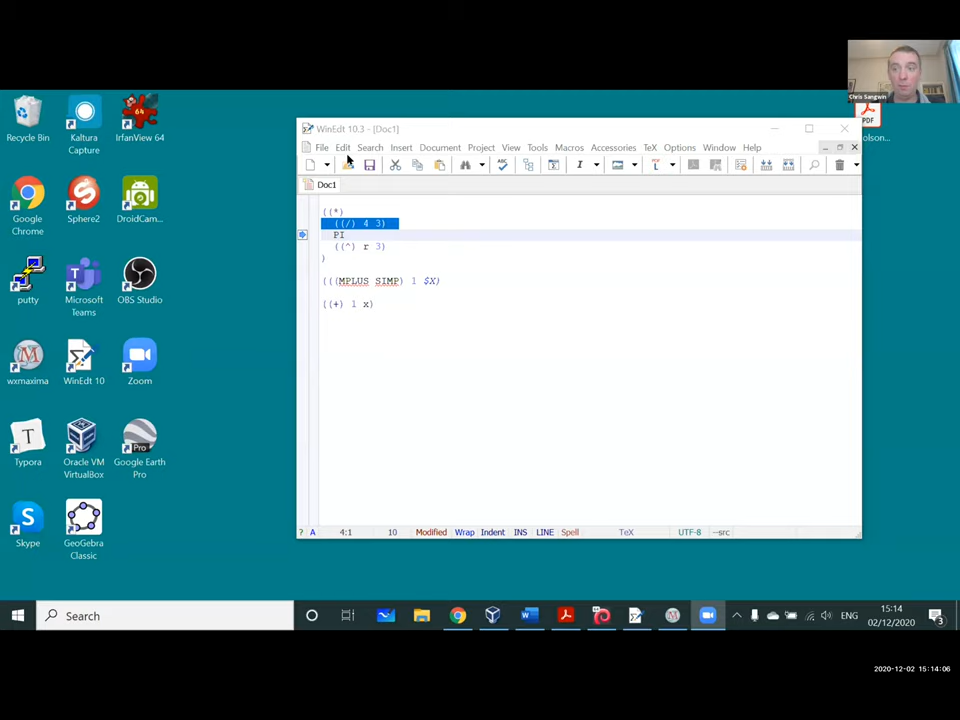 Chris Sangwin
Recycle Bin
Kaltura Capture
IrfanView 64
Google Chrome
Sphere2
DroidCam...
putty
Microsoft Teams
OBS Studio
wxmaxima
WinEdt 10
Zoom
Typora
Oracle VM VirtualBox
Google Earth Pro
Skype
GeoGebra Classic
PDF
olson...
WinEdt 10.3 - [Doc1]
File Edit Search Insert Document Project View Tools Macros Accessories TeX Options Window Help
Doc1
((*)
((/) 4 3)
PI
((^) r 3)
)
(((MPLUS SIMP) 1 $X)
((+) 1 x)
? A 4:1 10 Modified Wrap Indent INS LINE Spell TeX UTF-8 --src
Search
ENG
15:14
02/12/2020
3
2020-12-02 15:14:06